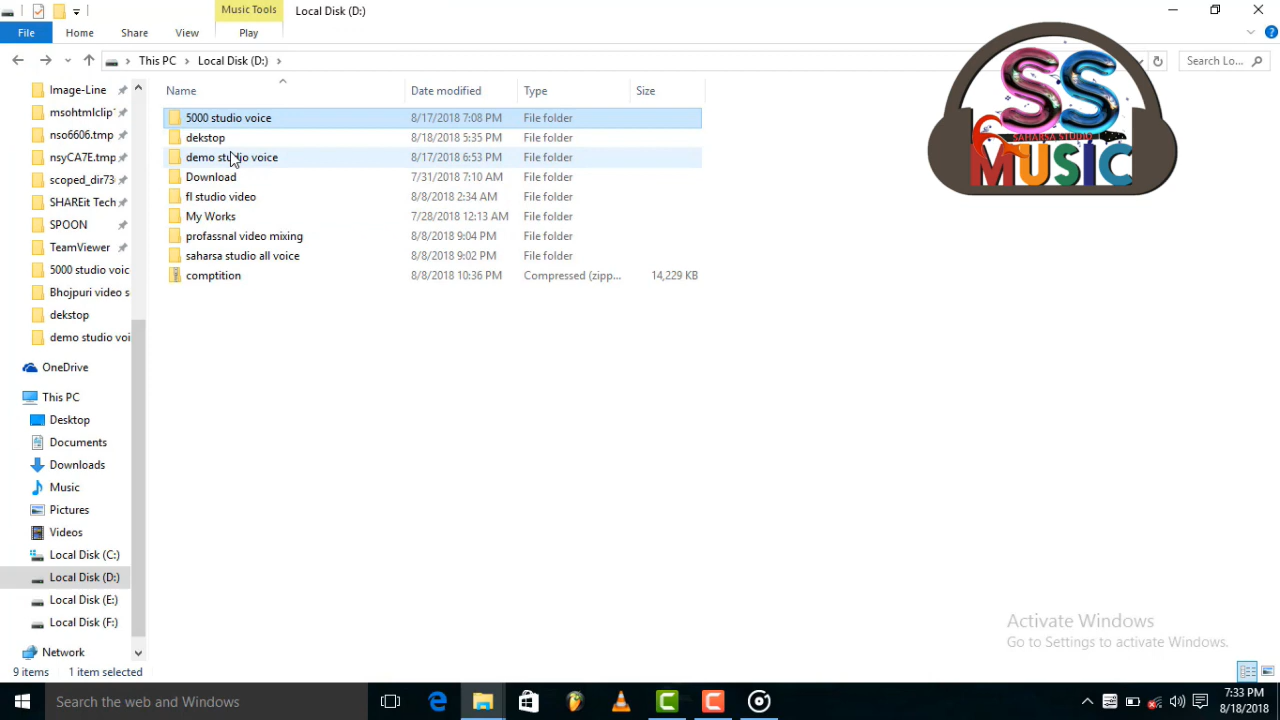 Music Tools
Local Disk (D:)
File
Home
Share
View
Play
This PC
Local Disk (D:)
Search Lo...
Name
Date modified
Type
Size
5000 studio voice
8/17/2018 7:08 PM
File folder
dekstop
8/18/2018 5:35 PM
File folder
demo studio voice
8/17/2018 6:53 PM
File folder
Download
7/31/2018 7:10 AM
File folder
fl studio video
8/8/2018 2:34 AM
File folder
My Works
7/28/2018 12:13 AM
File folder
profassnal video mixing
8/8/2018 9:04 PM
File folder
saharsa studio all voice
8/8/2018 9:02 PM
File folder
comptition
8/8/2018 10:36 PM
Compressed (zipp...
14,229 KB
Image-Line
msohtmlclip
nso6606.tmp
nsyCA7E.tmp
scoped_dir73
SHAREit Tech
SPOON
TeamViewer
5000 studio voic
Bhojpuri video s
dekstop
demo studio voi
OneDrive
This PC
Desktop
Documents
Downloads
Music
Pictures
Videos
Local Disk (C:)
Local Disk (D:)
Local Disk (E:)
Local Disk (F:)
Network
SS
SAHARSA STUDIO
MUSIC
Activate Windows
Go to Settings to activate Windows.
9 items
1 item selected
Search the web and Windows
7:33 PM
8/18/2018